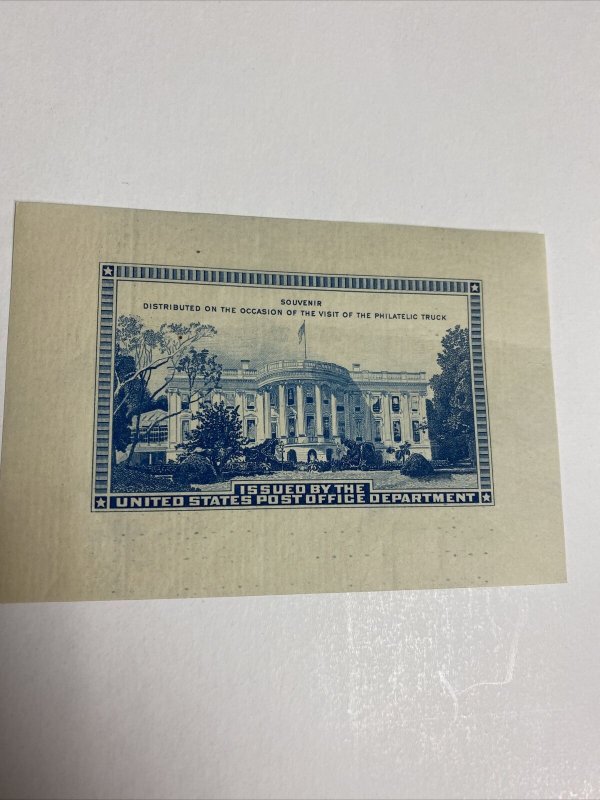 SOUVENIR
DISTRIBUTED ON THE OCCASION OF THE VISIT OF THE PHILATELIC TRUCK
ISSUED BY THE
UNITED STATES POST OFFICE DEPARTMENT